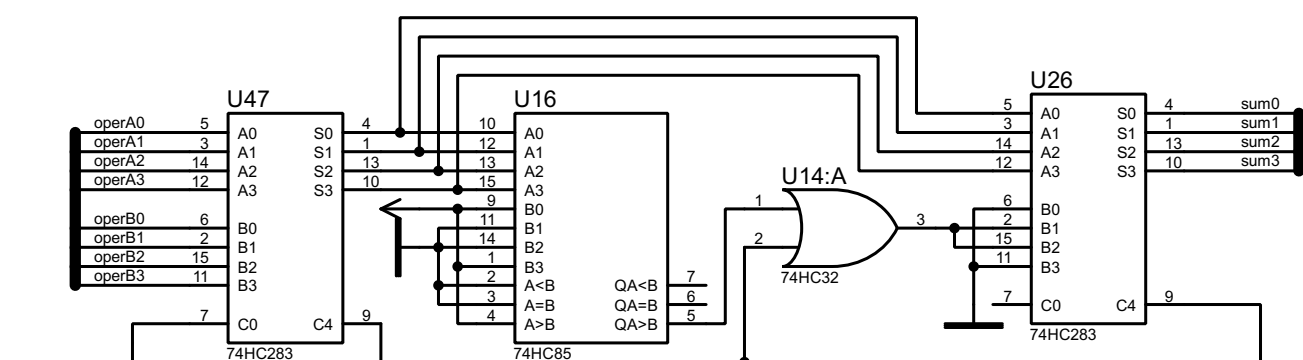 U47
U16
U14:A
U26
operA0 5 A0 S0 4
operA1 3 A1 S1 1
operA2 14 A2 S2 13
operA3 12 A3 S3 10
operB0 6 B0
operB1 2 B1
operB2 15 B2
operB3 11 B3
7 C0 C4 9
74HC283
10 A0
12 A1
13 A2
15 A3
9 B0
11 B1
14 B2
1 B3
2 A<B QA<B 7
3 A=B QA=B 6
4 A>B QA>B 5
74HC85
1
2
3
74HC32
5 A0 S0 4 sum0
3 A1 S1 1 sum1
14 A2 S2 13 sum2
12 A3 S3 10 sum3
6 B0
2 B1
15 B2
11 B3
7 C0 C4 9
74HC283